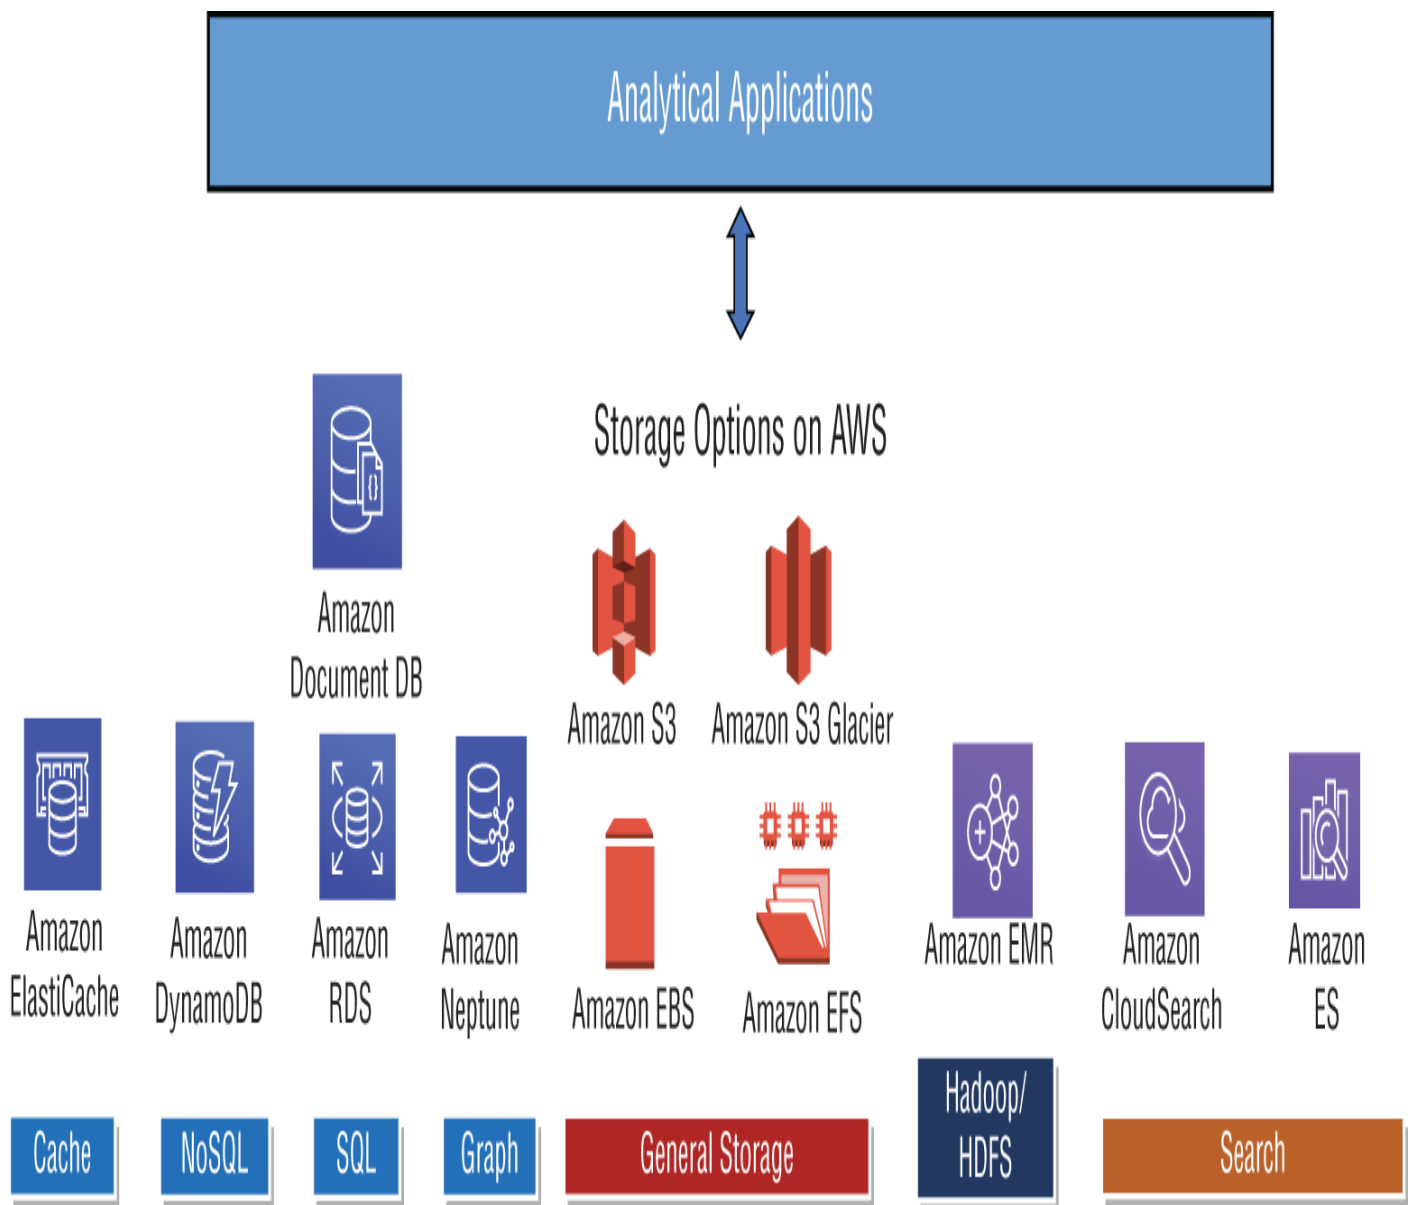 Analytical Applications
Storage Options on AWS
Amazon
Document DB
Amazon S3
Amazon S3 Glacier
Amazon
ElastiCache
Amazon
DynamoDB
Amazon
RDS
Amazon
Neptune
Amazon EBS
Amazon EFS
Amazon EMR
Amazon
CloudSearch
Amazon
ES
Cache
NoSQL
SQL
Graph
General Storage
Hadoop/
HDFS
Search